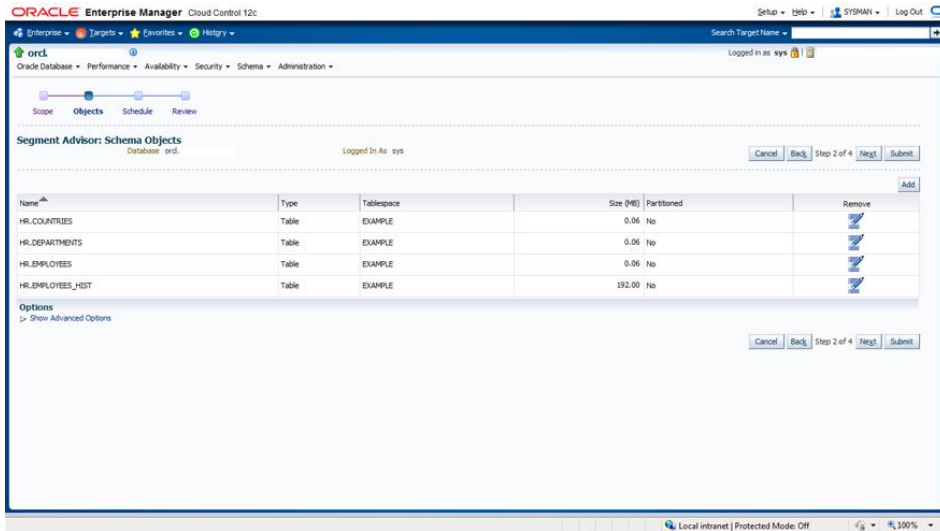 ORACLE Enterprise Manager Cloud Control 12c
Setup Help SYSMAN Log Out
Enterprise Targets Favorites History Search Target Name
orcl. Logged in as sys
Oracle Database Performance Availability Security Schema Administration
Scope Objects Schedule Review
Segment Advisor: Schema Objects
Database orcl. Logged In As sys
Cancel Back Step 2 of 4 Next Submit
Add
Name Type Tablespace Size (MB) Partitioned Remove
HR.COUNTRIES Table EXAMPLE 0.06 No
HR.DEPARTMENTS Table EXAMPLE 0.06 No
HR.EMPLOYEES Table EXAMPLE 0.06 No
HR.EMPLOYEES_HIST Table EXAMPLE 192.00 No
Options
Show Advanced Options
Cancel Back Step 2 of 4 Next Submit
Local intranet | Protected Mode: Off 100%